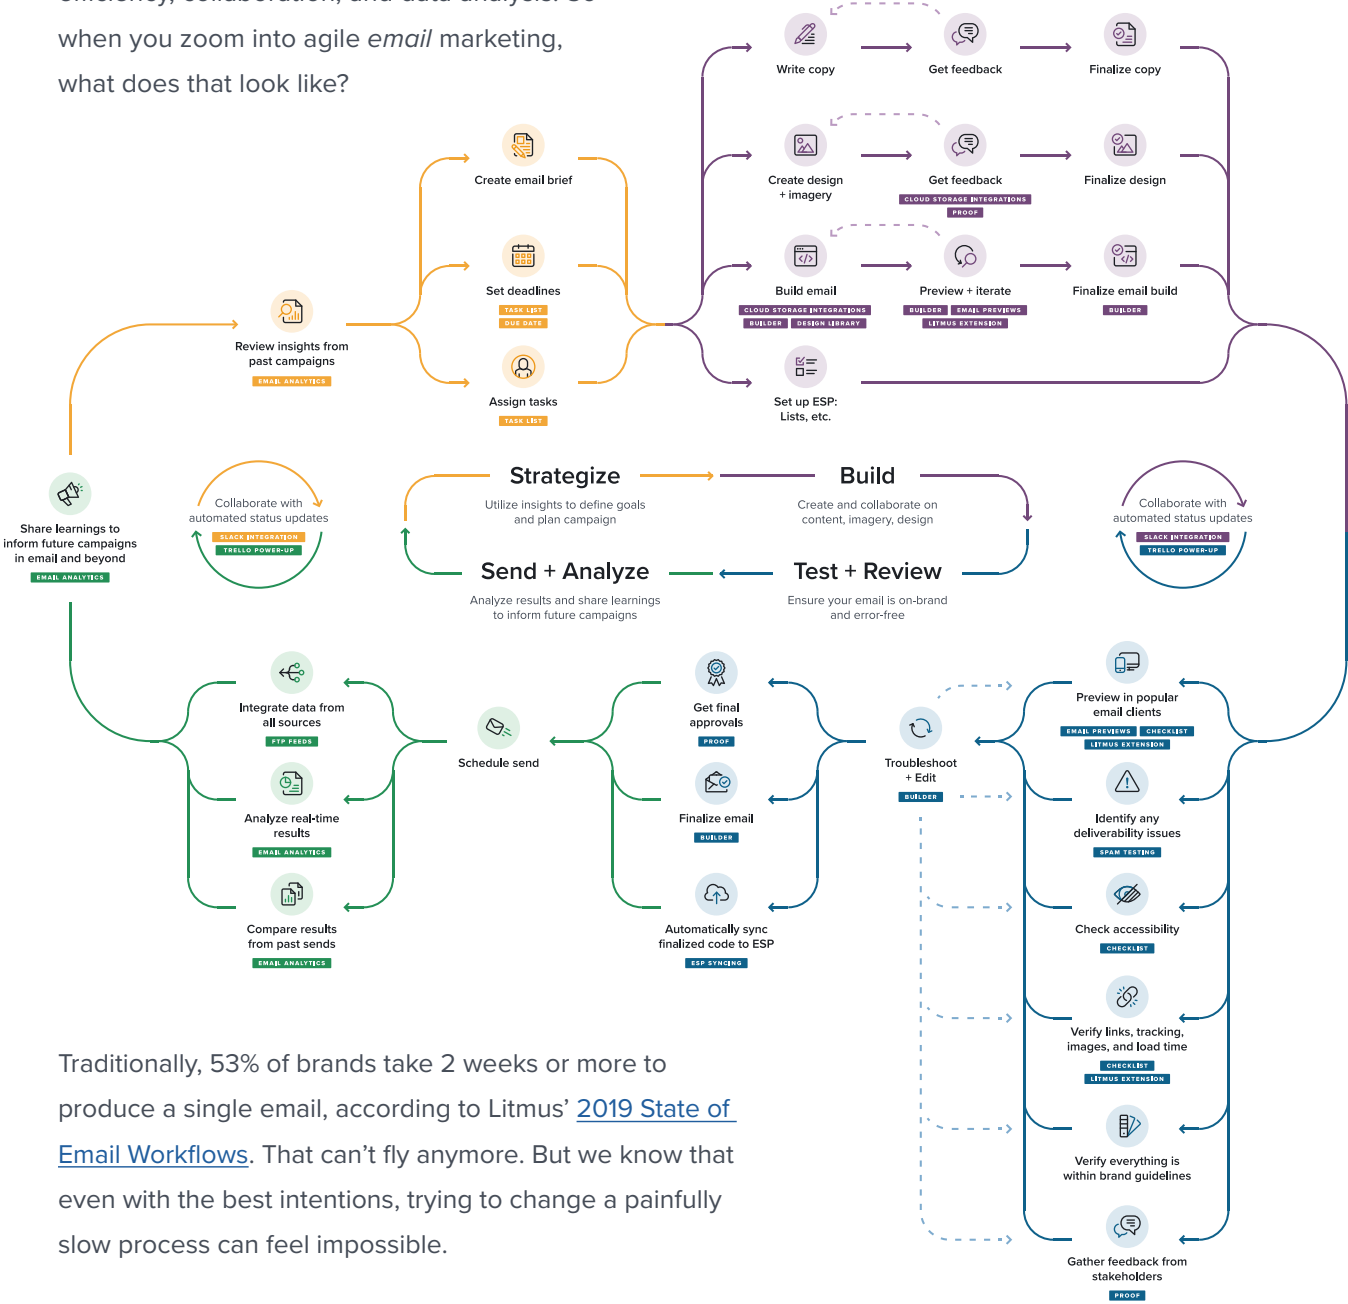 efficiency, collaboration, and data analysis. So
when you zoom into agile email marketing,
what does that look like?
Write copy
Get feedback
Finalize copy
Create email brief
Create design
+ imagery
Get feedback
CLOUD STORAGE INTEGRATIONS
PROOF
Finalize design
Set deadlines
TASK LIST
DUE DATE
Build email
CLOUD STORAGE INTEGRATIONS
BUILDER
DESIGN LIBRARY
Preview + iterate
BUILDER
EMAIL PREVIEWS
LITMUS EXTENSION
Finalize email build
BUILDER
Review insights from
past campaigns
EMAIL ANALYTICS
Assign tasks
TASK LIST
Set up ESP:
Lists, etc.
Share learnings to
inform future campaigns
in email and beyond
EMAIL ANALYTICS
Collaborate with
automated status updates
SLACK INTEGRATION
TRELLO POWER-UP
Strategize
Utilize insights to define goals
and plan campaign
Build
Create and collaborate on
content, imagery, design
Send + Analyze
Analyze results and share learnings
to inform future campaigns
Test + Review
Ensure your email is on-brand
and error-free
Collaborate with
automated status updates
SLACK INTEGRATION
TRELLO POWER-UP
Integrate data from
all sources
FTP FEEDS
Analyze real-time
results
EMAIL ANALYTICS
Compare results
from past sends
EMAIL ANALYTICS
Schedule send
Get final
approvals
PROOF
Finalize email
BUILDER
Automatically sync
finalized code to ESP
ESP SYNCING
Troubleshoot
+ Edit
BUILDER
Preview in popular
email clients
EMAIL PREVIEWS
CHECKLIST
LITMUS EXTENSION
Identify any
deliverability issues
SPAM TESTING
Check accessibility
CHECKLIST
Verify links, tracking,
images, and load time
CHECKLIST
LITMUS EXTENSION
Verify everything is
within brand guidelines
Gather feedback from
stakeholders
PROOF
Traditionally, 53% of brands take 2 weeks or more to
produce a single email, according to Litmus’ 2019 State of
Email Workflows. That can’t fly anymore. But we know that
even with the best intentions, trying to change a painfully
slow process can feel impossible.